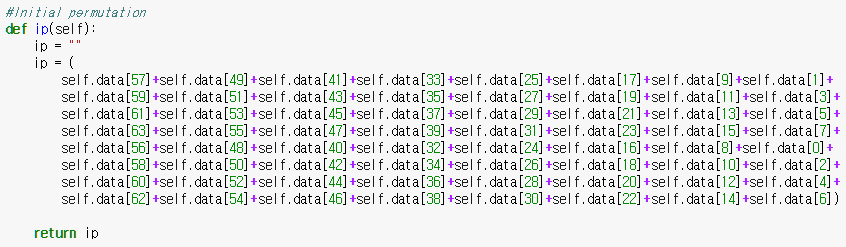 #Initial permutation
def ip(self):
    ip = ""
    ip = (
        self.data[57]+self.data[49]+self.data[41]+self.data[33]+self.data[25]+self.data[17]+self.data[9]+self.data[1]+
        self.data[59]+self.data[51]+self.data[43]+self.data[35]+self.data[27]+self.data[19]+self.data[11]+self.data[3]+
        self.data[61]+self.data[53]+self.data[45]+self.data[37]+self.data[29]+self.data[21]+self.data[13]+self.data[5]+
        self.data[63]+self.data[55]+self.data[47]+self.data[39]+self.data[31]+self.data[23]+self.data[15]+self.data[7]+
        self.data[56]+self.data[48]+self.data[40]+self.data[32]+self.data[24]+self.data[16]+self.data[8]+self.data[0]+
        self.data[58]+self.data[50]+self.data[42]+self.data[34]+self.data[26]+self.data[18]+self.data[10]+self.data[2]+
        self.data[60]+self.data[52]+self.data[44]+self.data[36]+self.data[28]+self.data[20]+self.data[12]+self.data[4]+
        self.data[62]+self.data[54]+self.data[46]+self.data[38]+self.data[30]+self.data[22]+self.data[14]+self.data[6])
    return ip